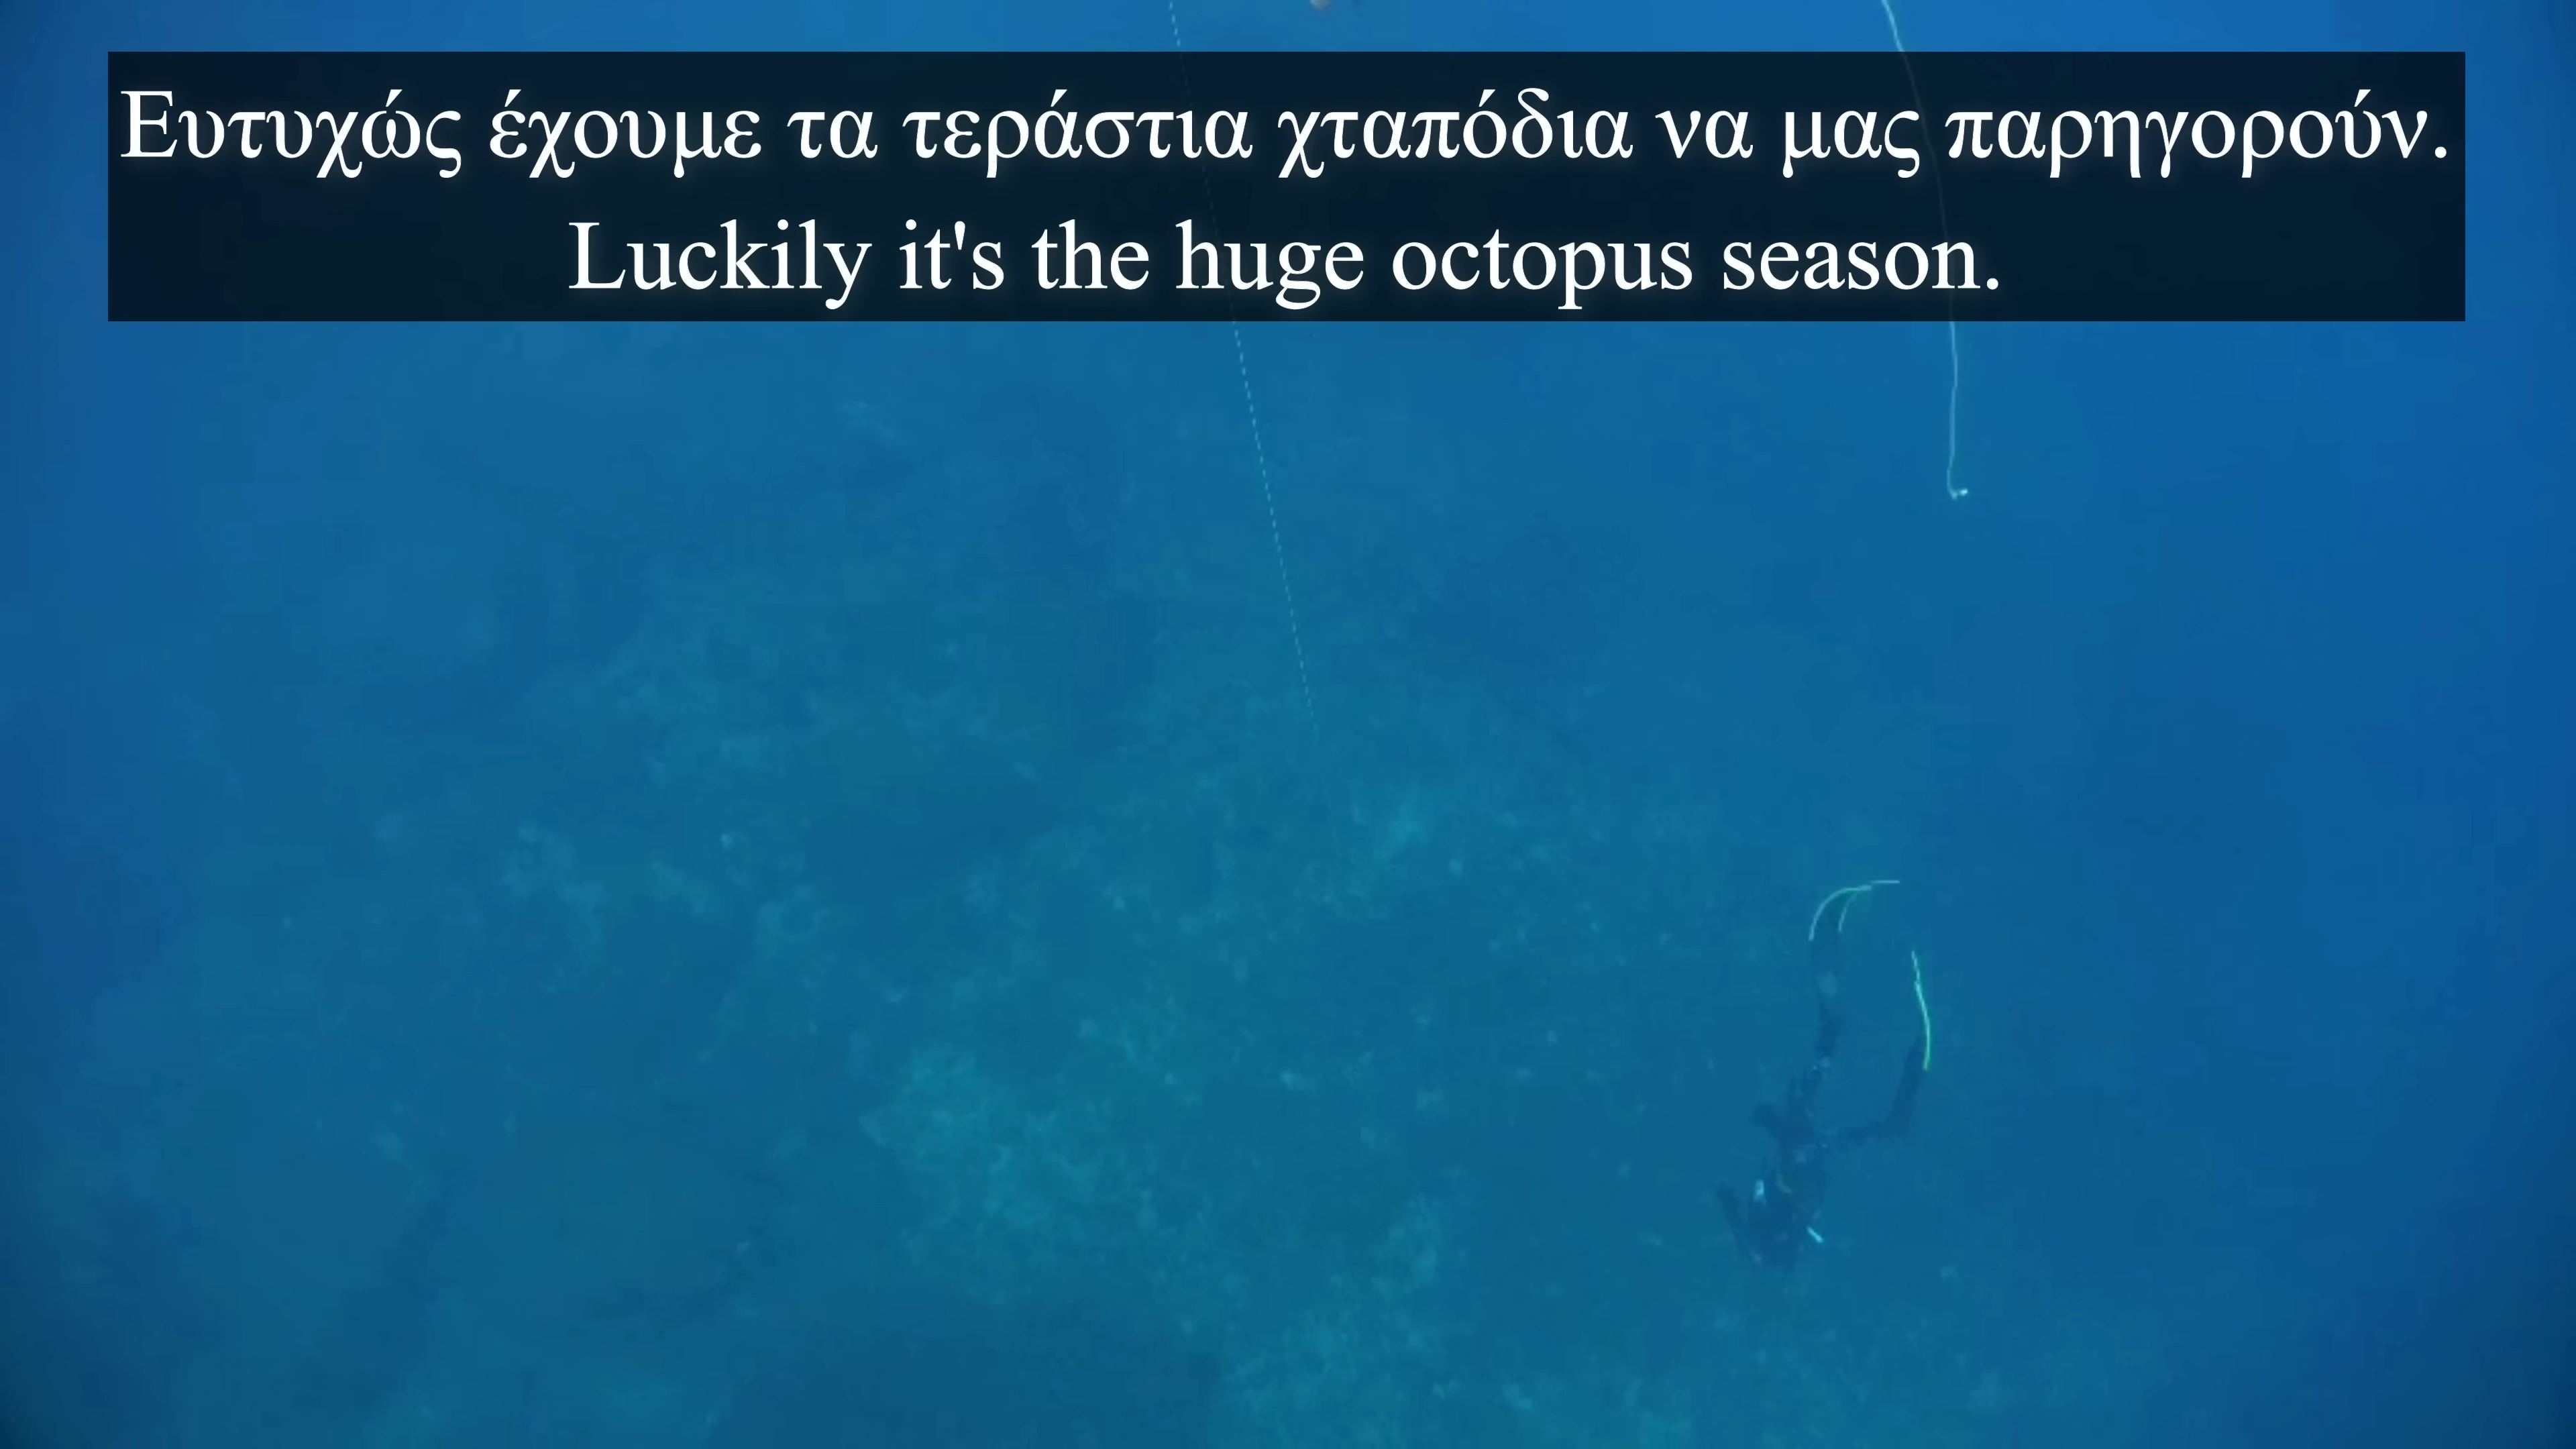 Ευτυχώς έχουμε τα τεράστια χταπόδια να μας παρηγορούν.
Luckily it's the huge octopus season.